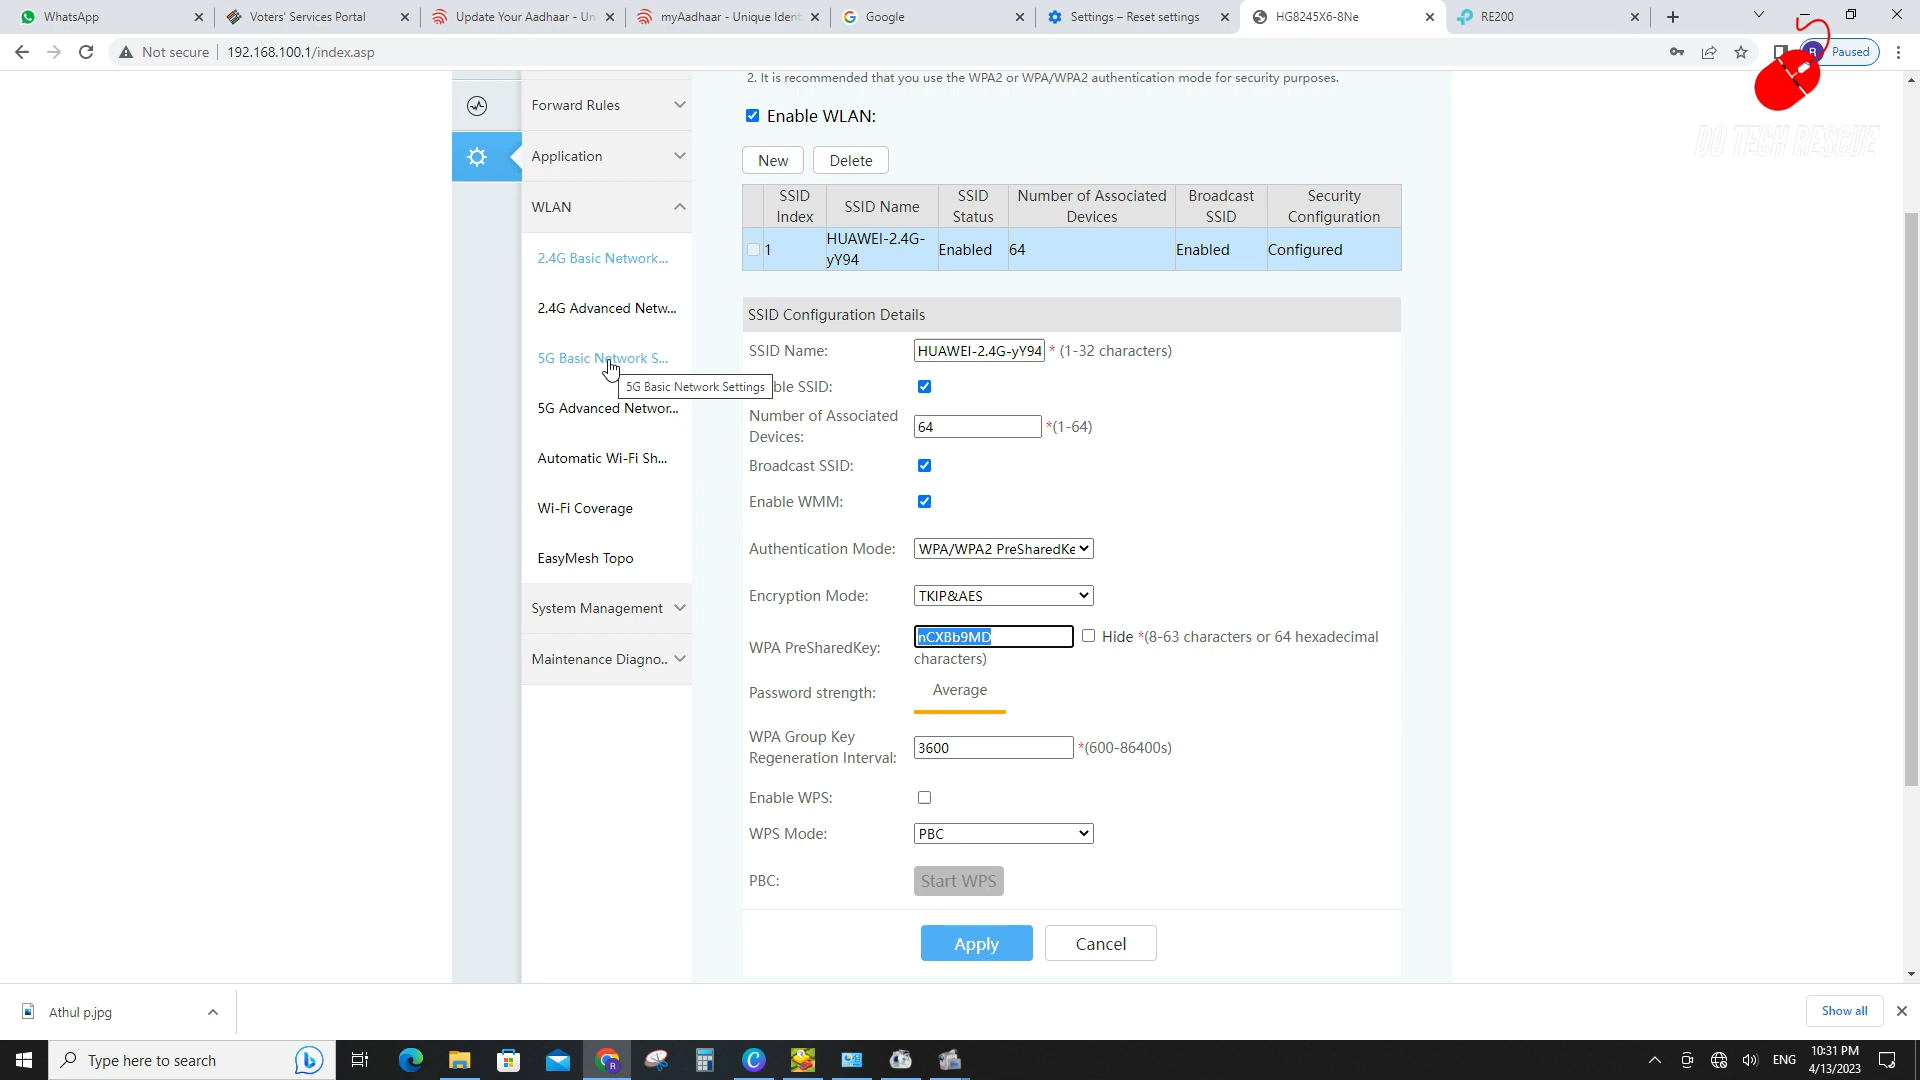 WhatsApp
Voters' Services Portal
Update Your Aadhaar - Un
myAadhaar - Unique Ident
Google
Settings – Reset settings
HG8245X6-8Ne
RE200
Not secure
192.168.100.1/index.asp
R
Paused
DO TECH RESCUE
2. It is recommended that you use the WPA2 or WPA/WPA2 authentication mode for security purposes.
Forward Rules
Application
WLAN
2.4G Basic Network...
2.4G Advanced Netw...
5G Basic Network S...
5G Basic Network Settings
5G Advanced Networ...
Automatic Wi-Fi Sh...
Wi-Fi Coverage
EasyMesh Topo
System Management
Maintenance Diagno..
Enable WLAN:
New
Delete
SSID Index
SSID Name
SSID Status
Number of Associated Devices
Broadcast SSID
Security Configuration
1
HUAWEI-2.4G-yY94
Enabled
64
Enabled
Configured
SSID Configuration Details
SSID Name:
HUAWEI-2.4G-yY94
* (1-32 characters)
ble SSID:
Number of Associated
Devices:
64
*(1-64)
Broadcast SSID:
Enable WMM:
Authentication Mode:
WPA/WPA2 PreSharedKe
Encryption Mode:
TKIP&AES
WPA PreSharedKey:
nCXBb9MD
Hide *(8-63 characters or 64 hexadecimal
characters)
Password strength:
Average
WPA Group Key
Regeneration Interval:
3600
*(600-86400s)
Enable WPS:
WPS Mode:
PBC
PBC:
Start WPS
Apply
Cancel
Athul p.jpg
Show all
Type here to search
ENG
10:31 PM
4/13/2023